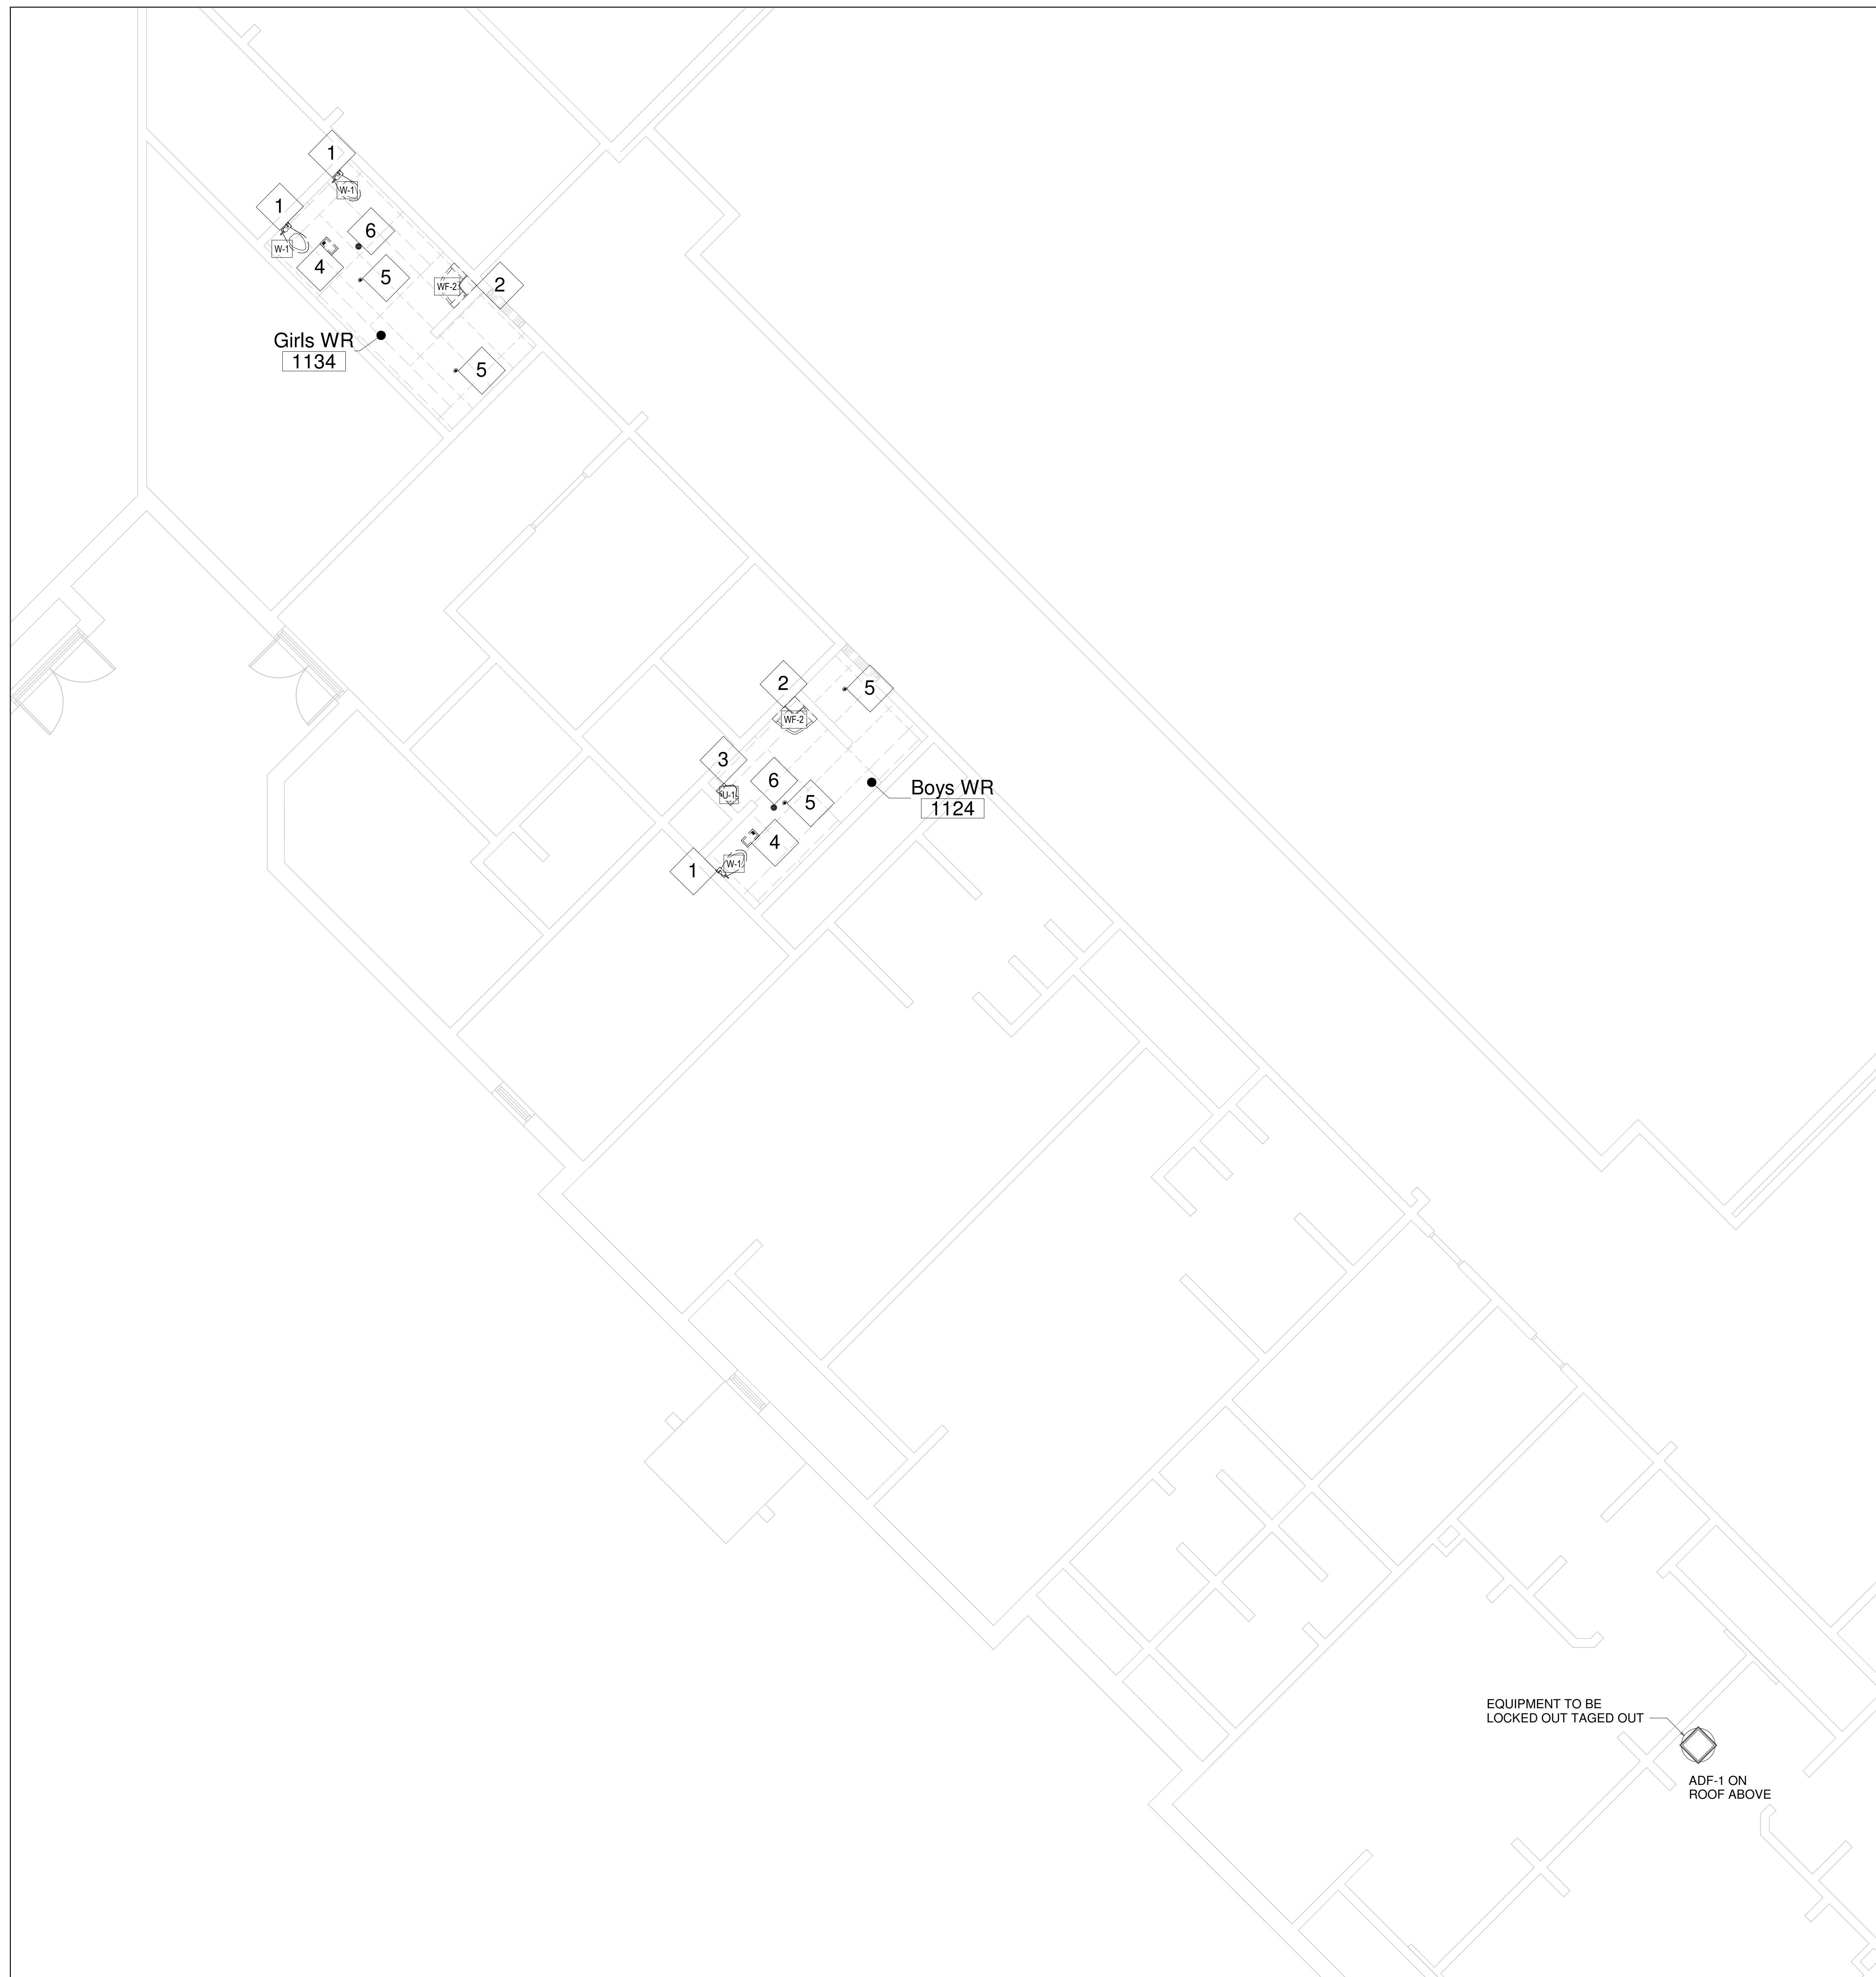 1
W-1
1
W-1
6
4
5
WF-2
2
Girls WR
1134
5
2
5
WF-2
3
U-1
6
5
Boys WR
1124
4
W-1
1
EQUIPMENT TO BE
LOCKED OUT TAGED OUT
ADF-1 ON
ROOF ABOVE